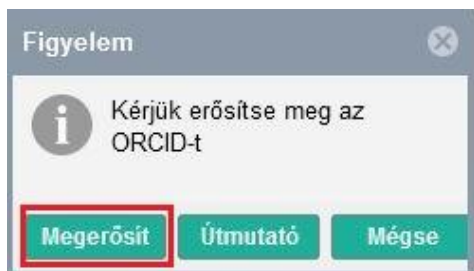 Figyelem
Kérjük erősítse meg az
ORCID-t
Megerősít Útmutató Mégse